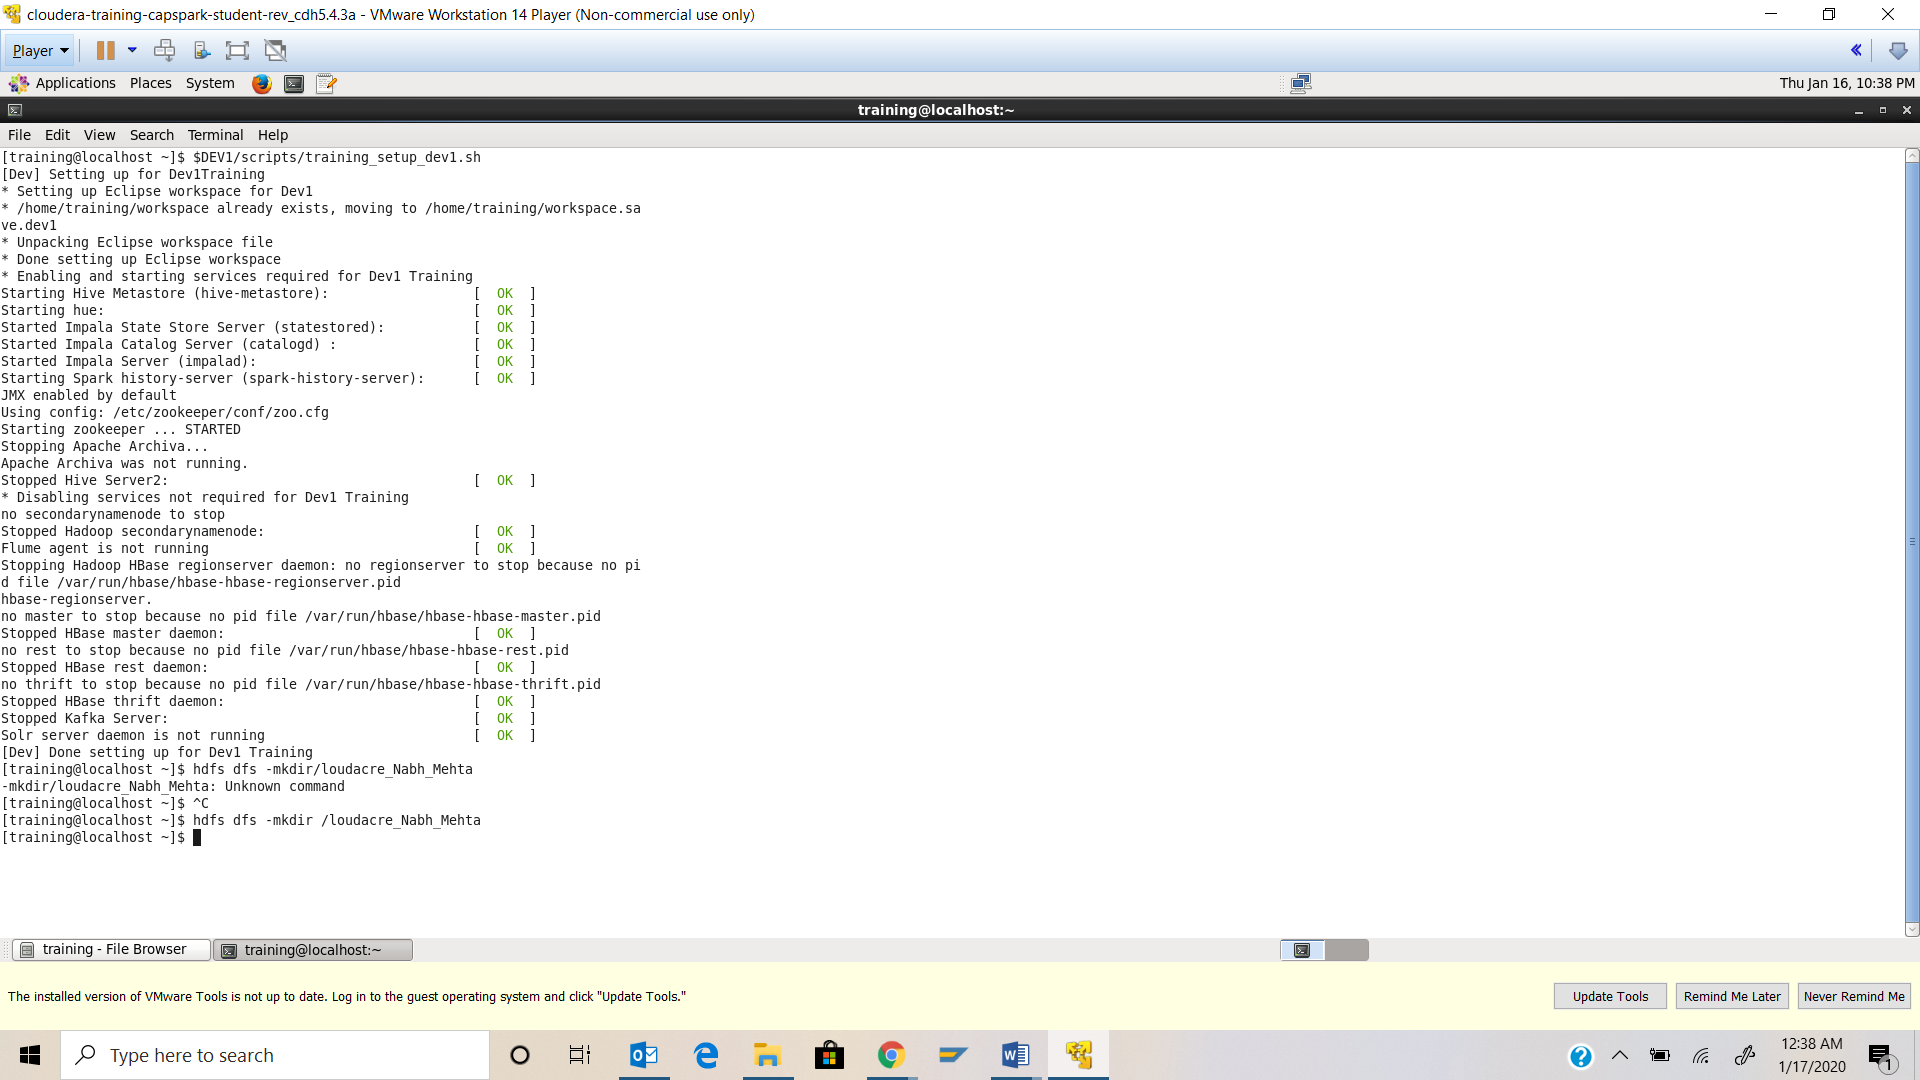 cloudera-training-capspark-student-rev_cdh5.4.3a - VMware Workstation 14 Player (Non-commercial use only)
Player
Applications Places System Thu Jan 16, 10:38 PM
training@localhost:~
File Edit View Search Terminal Help
[training@localhost ~]$ $DEV1/scripts/training_setup_dev1.sh
[Dev] Setting up for Dev1Training
* Setting up Eclipse workspace for Dev1
* /home/training/workspace already exists, moving to /home/training/workspace.sa
ve.dev1
* Unpacking Eclipse workspace file
* Done setting up Eclipse workspace
* Enabling and starting services required for Dev1 Training
Starting Hive Metastore (hive-metastore): [ OK ]
Starting hue: [ OK ]
Started Impala State Store Server (statestored): [ OK ]
Started Impala Catalog Server (catalogd) : [ OK ]
Started Impala Server (impalad): [ OK ]
Starting Spark history-server (spark-history-server): [ OK ]
JMX enabled by default
Using config: /etc/zookeeper/conf/zoo.cfg
Starting zookeeper ... STARTED
Stopping Apache Archiva...
Apache Archiva was not running.
Stopped Hive Server2: [ OK ]
* Disabling services not required for Dev1 Training
no secondarynamenode to stop
Stopped Hadoop secondarynamenode: [ OK ]
Flume agent is not running [ OK ]
Stopping Hadoop HBase regionserver daemon: no regionserver to stop because no pi
d file /var/run/hbase/hbase-hbase-regionserver.pid
hbase-regionserver.
no master to stop because no pid file /var/run/hbase/hbase-hbase-master.pid
Stopped HBase master daemon: [ OK ]
no rest to stop because no pid file /var/run/hbase/hbase-hbase-rest.pid
Stopped HBase rest daemon: [ OK ]
no thrift to stop because no pid file /var/run/hbase/hbase-hbase-thrift.pid
Stopped HBase thrift daemon: [ OK ]
Stopped Kafka Server: [ OK ]
Solr server daemon is not running [ OK ]
[Dev] Done setting up for Dev1 Training
[training@localhost ~]$ hdfs dfs -mkdir/loudacre_Nabh_Mehta
-mkdir/loudacre_Nabh_Mehta: Unknown command
[training@localhost ~]$ ^C
[training@localhost ~]$ hdfs dfs -mkdir /loudacre_Nabh_Mehta
[training@localhost ~]$
training - File Browser training@localhost:~
The installed version of VMware Tools is not up to date. Log in to the guest operating system and click "Update Tools." Update Tools Remind Me Later Never Remind Me
Type here to search
12:38 AM
1/17/2020
1